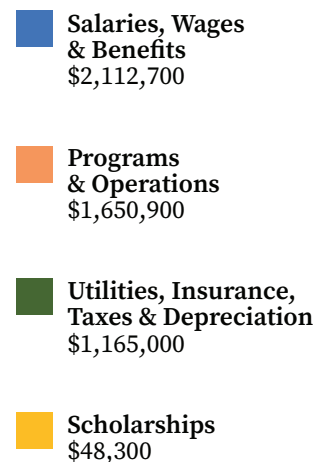 Salaries, Wages
& Benefits
$2,112,700
Programs
& Operations
$1,650,900
Utilities, Insurance,
Taxes & Depreciation
$1,165,000
Scholarships
$48,300